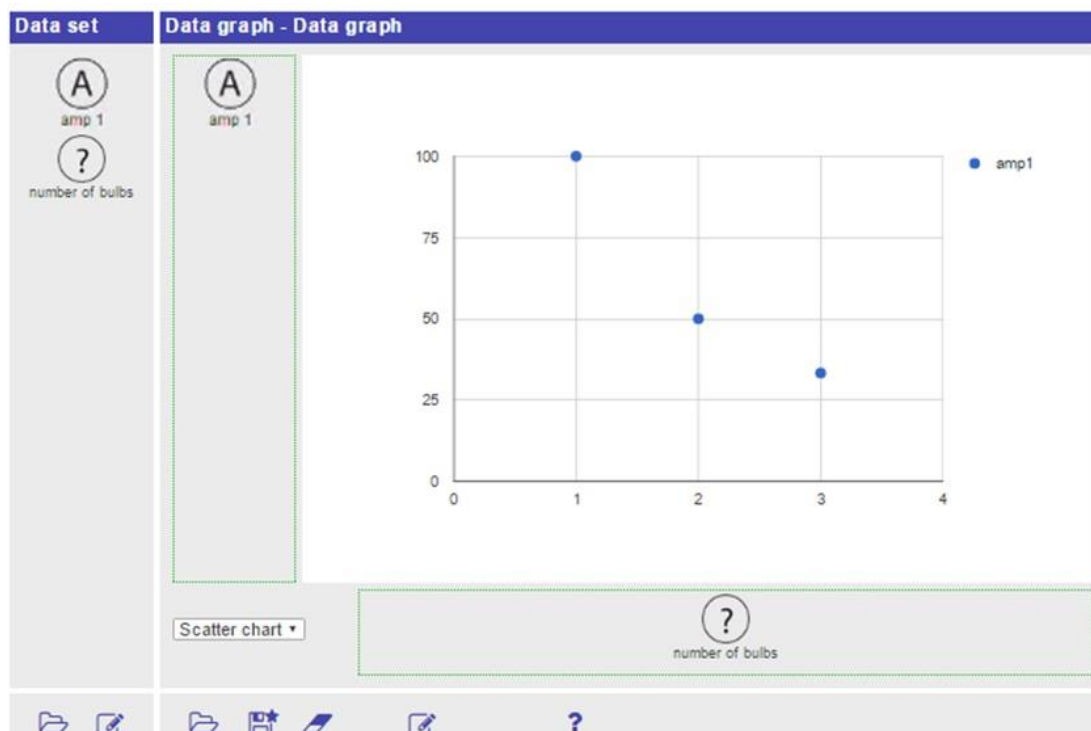 Data set
Data graph - Data graph
A
amp 1
?
number of bulbs
A
amp 1
100
75
50
25
0
0 1 2 3 4
amp1
Scatter chart
?
number of bulbs
?